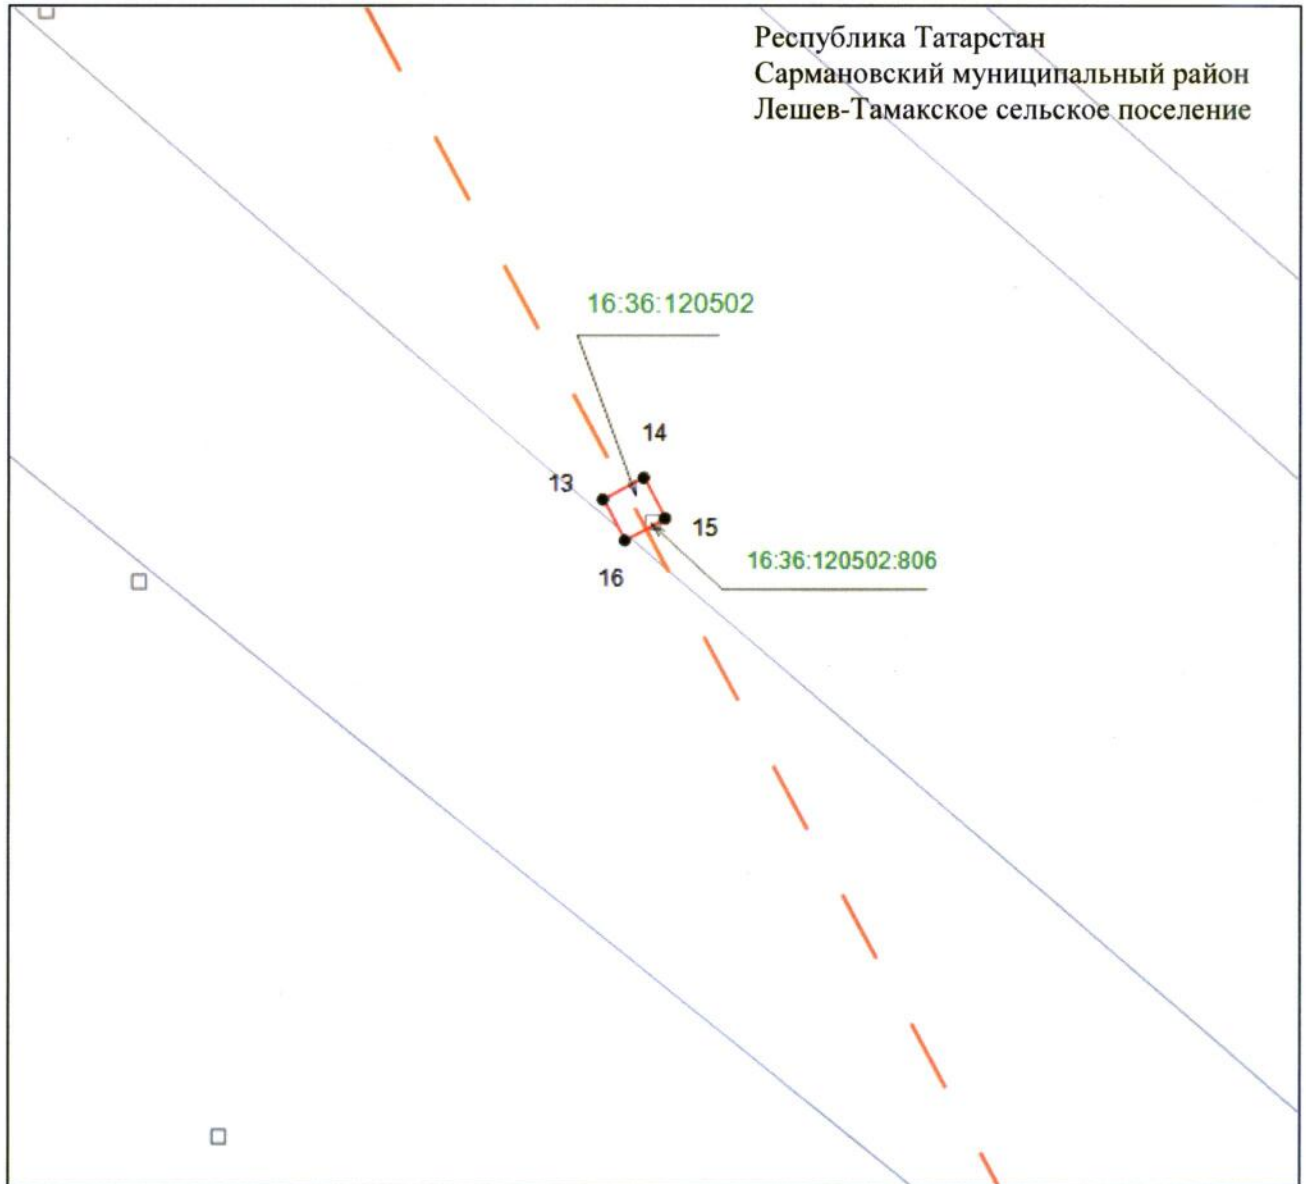 Республика Татарстан
Сармановский муниципальный район
Лешев-Тамакское сельское поселение
16:36:120502
14
13
15
16:36:120502:806
16